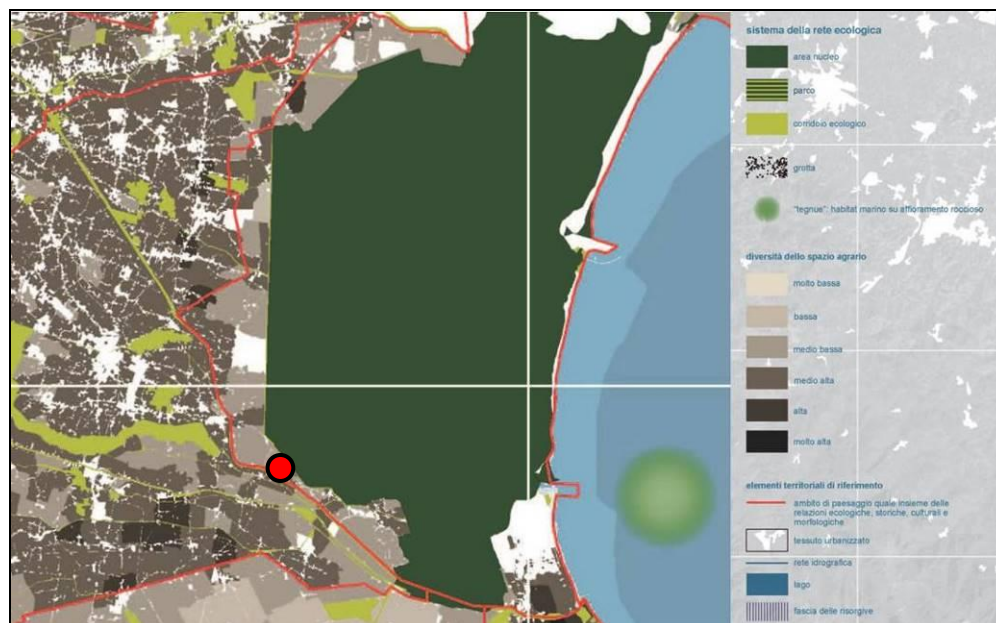 sistema della rete ecologica
area nucleo
parco
corridoio ecologico
grotta
"tegnue": habitat marino su affioramento roccioso
diversità dello spazio agrario
molto bassa
bassa
medio bassa
medio alta
alta
molto alta
elementi territoriali di riferimento
ambito di paesaggio quale insieme delle
relazioni ecologiche, storiche, culturali e
morfologiche
tessuto urbanizzato
rete idrografica
lago
fascia delle risorgive